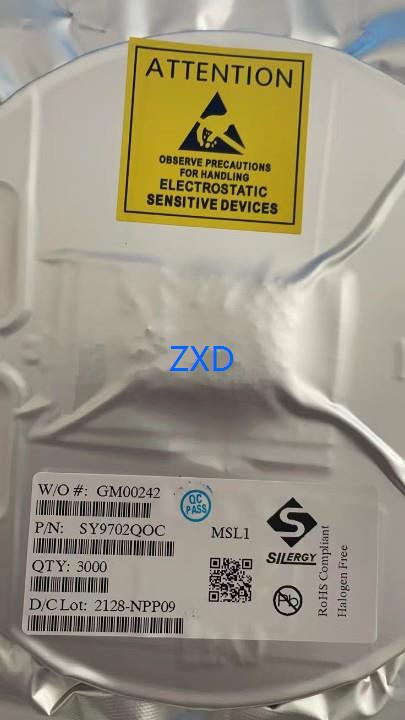 ATTENTION
OBSERVE PRECAUTIONS
FOR HANDLING
ELECTROSTATIC
SENSITIVE DEVICES
ZXD
W/O #: GM00242
QC
PASS
P/N: SY9702QOC
MSL1
SILERGY
QTY: 3000
Pb
D/C Lot: 2128-NPP09
RoHS Compliant
Halogen Free